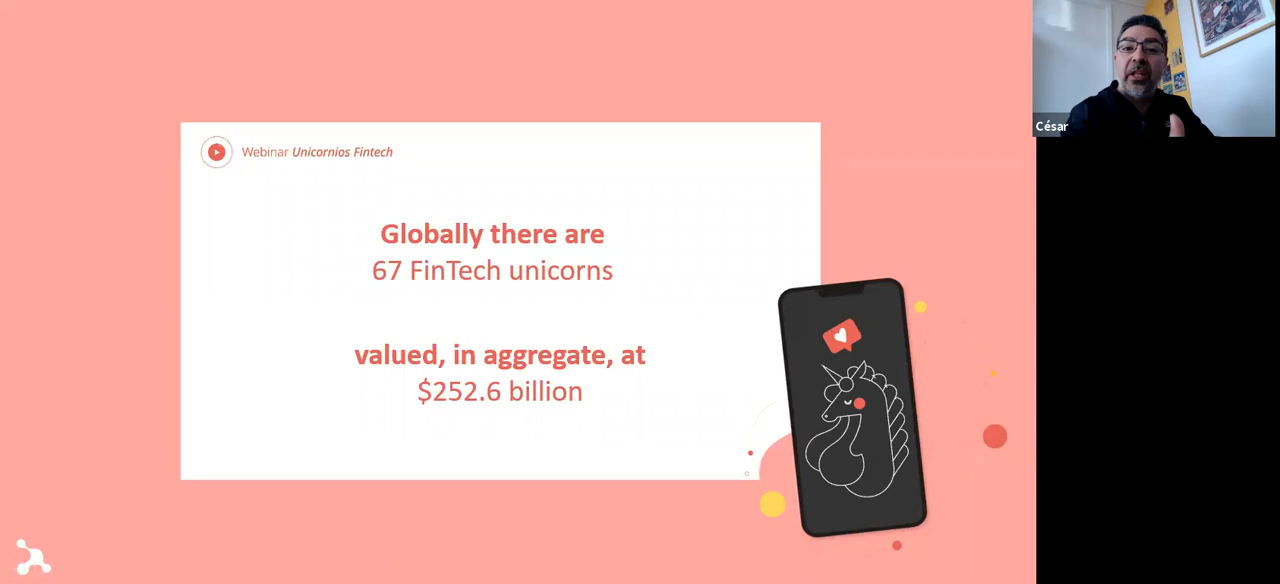 Webinar Unicornios Fintech
Globally there are
67 FinTech unicorns
valued, in aggregate, at
$252.6 billion
César